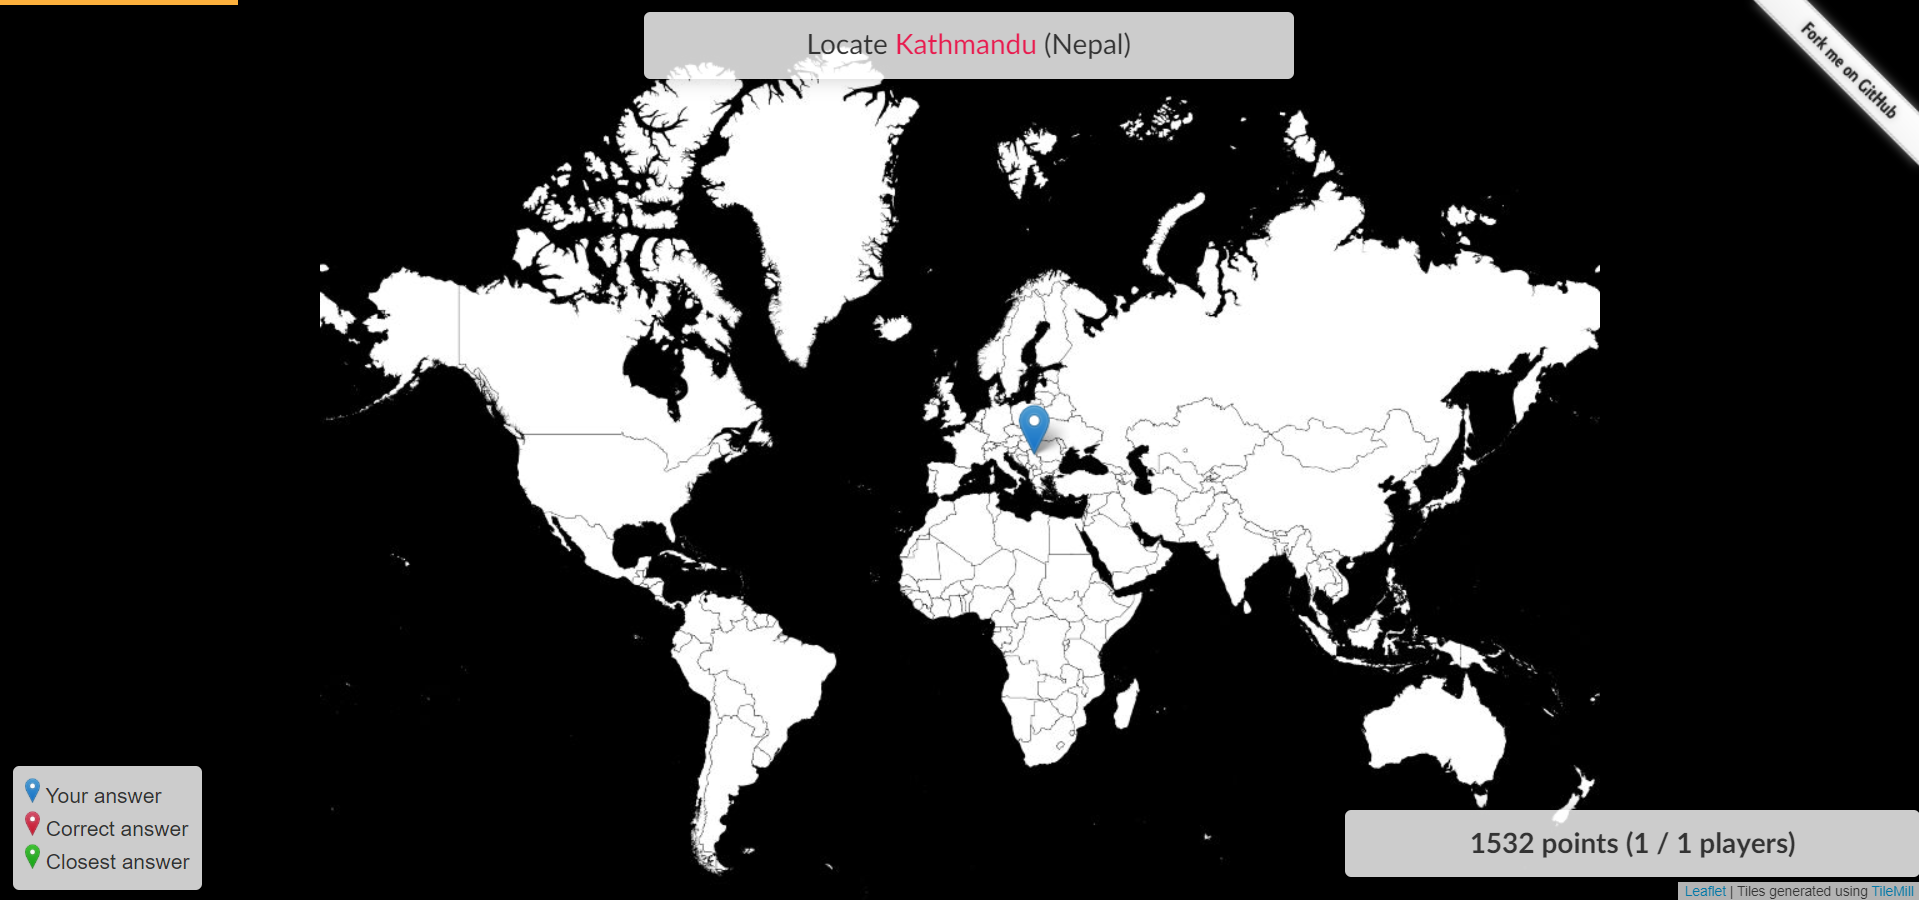 Locate Kathmandu (Nepal)
Fork me on GitHub
Your answer
Correct answer
Closest answer
1532 points (1 / 1 players)
Leaflet | Tiles generated using TileMill